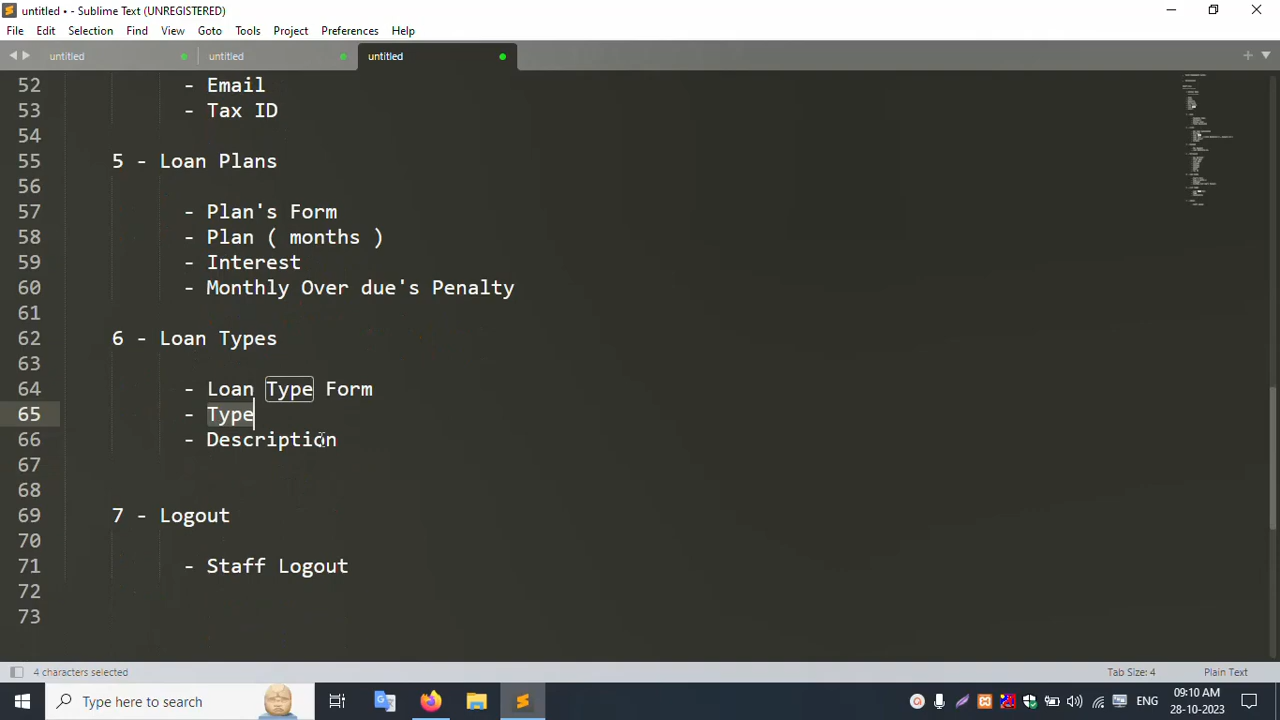 untitled • - Sublime Text (UNREGISTERED)
File Edit Selection Find View Goto Tools Project Preferences Help
untitled untitled untitled
52 - Email
53 - Tax ID
54
55 5 - Loan Plans
56
57 - Plan's Form
58 - Plan ( months )
59 - Interest
60 - Monthly Over due's Penalty
61
62 6 - Loan Types
63
64 - Loan Type Form
65 - Type
66 - Description
67
68
69 7 - Logout
70
71 - Staff Logout
72
73
4 characters selected Tab Size: 4 Plain Text
Type here to search ENG 09:10 AM
28-10-2023